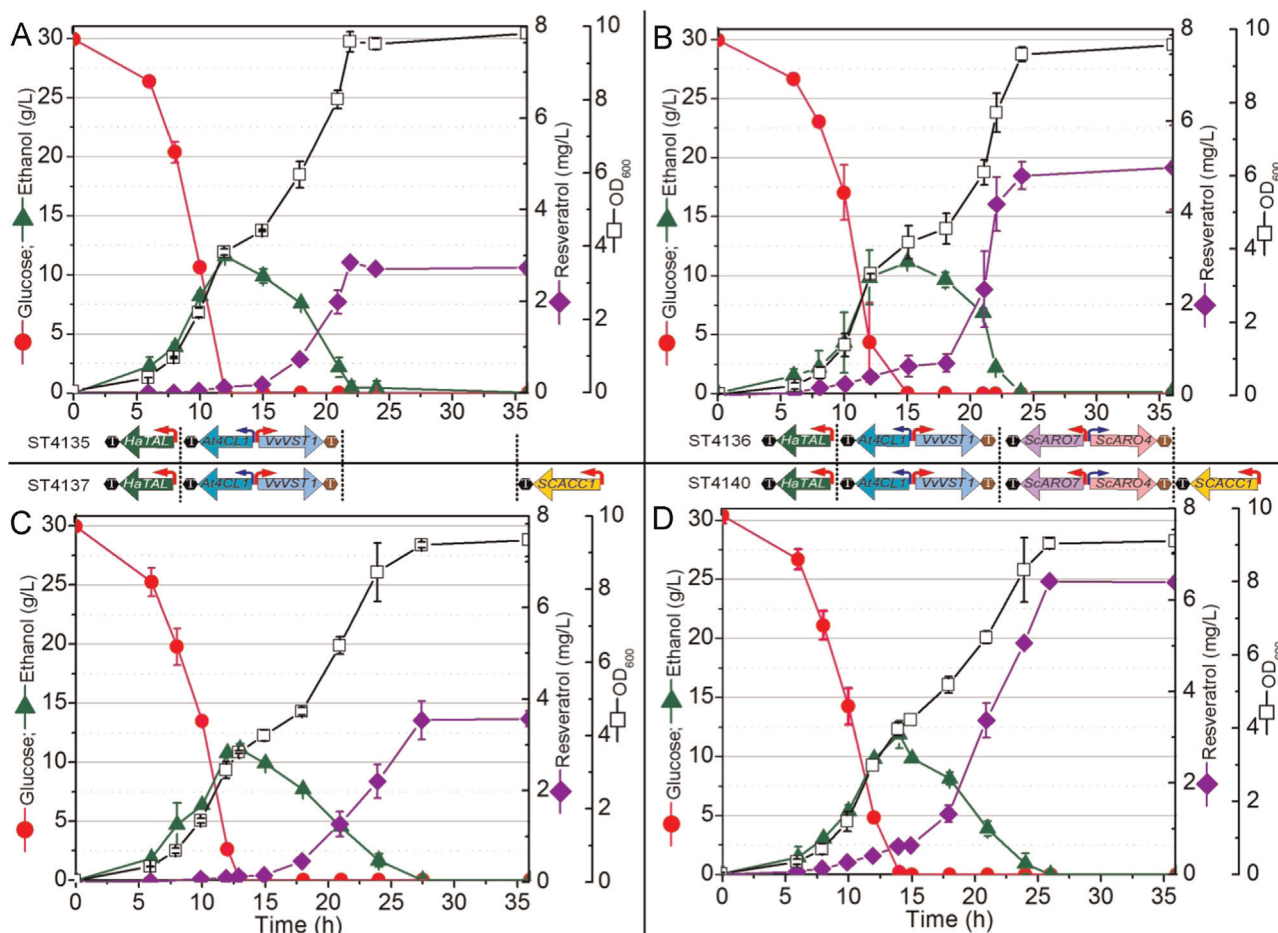 A
B
30
25
20
15
10
5
0
0 5 10 15 20 25 30 35
8
6
4
2
0
10
8
6
4
2
0
Glucose; Ethanol (g/L)
Resveratrol (mg/L)
OD600
30
25
20
15
10
5
0
0 5 10 15 20 25 30 35
8
6
4
2
0
10
8
6
4
2
0
Glucose; Ethanol (g/L)
Resveratrol (mg/L)
OD600
ST4135 T HaTAL T At4CL1 VvVST1 T
ST4136 T HaTAL T At4CL1 VvVST1 T T ScARO7 ScARO4 T
ST4137 T HaTAL T At4CL1 VvVST1 T T SCACC1
ST4140 T HaTAL T At4CL1 VvVST1 T T ScARO7 ScARO4 T T ScACC1
C
D
30
25
20
15
10
5
0
0 5 10 15 20 25 30 35
Time (h)
8
6
4
2
0
10
8
6
4
2
0
Glucose; Ethanol (g/L)
Resveratrol (mg/L)
OD600
30
25
20
15
10
5
0
0 5 10 15 20 25 30 35
Time (h)
8
6
4
2
0
10
8
6
4
2
0
Glucose; Ethanol (g/L)
Resveratrol (mg/L)
OD600